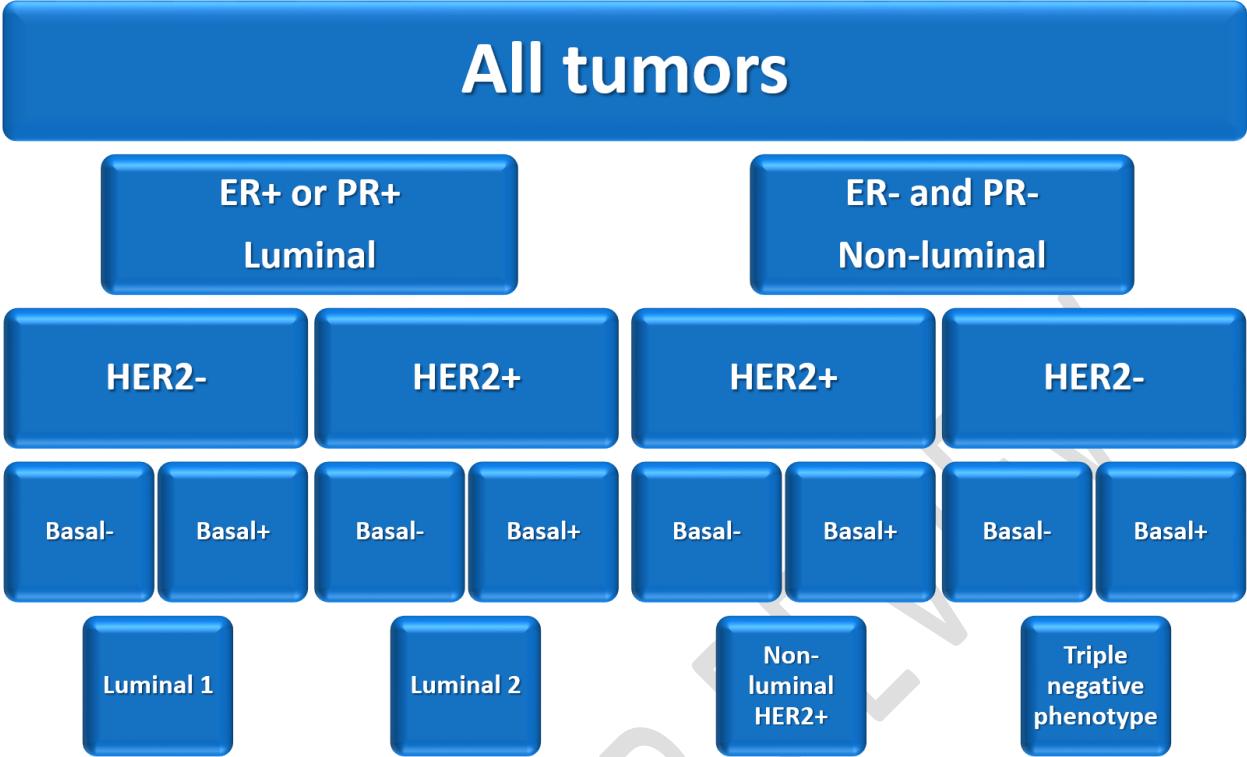 All tumors
ER+ or PR+
Luminal
ER- and PR-
Non-luminal
HER2-
HER2+
HER2+
HER2-
Basal-
Basal+
Basal-
Basal+
Basal-
Basal+
Basal-
Basal+
Luminal 1
Luminal 2
Non-
luminal
HER2+
Triple
negative
phenotype